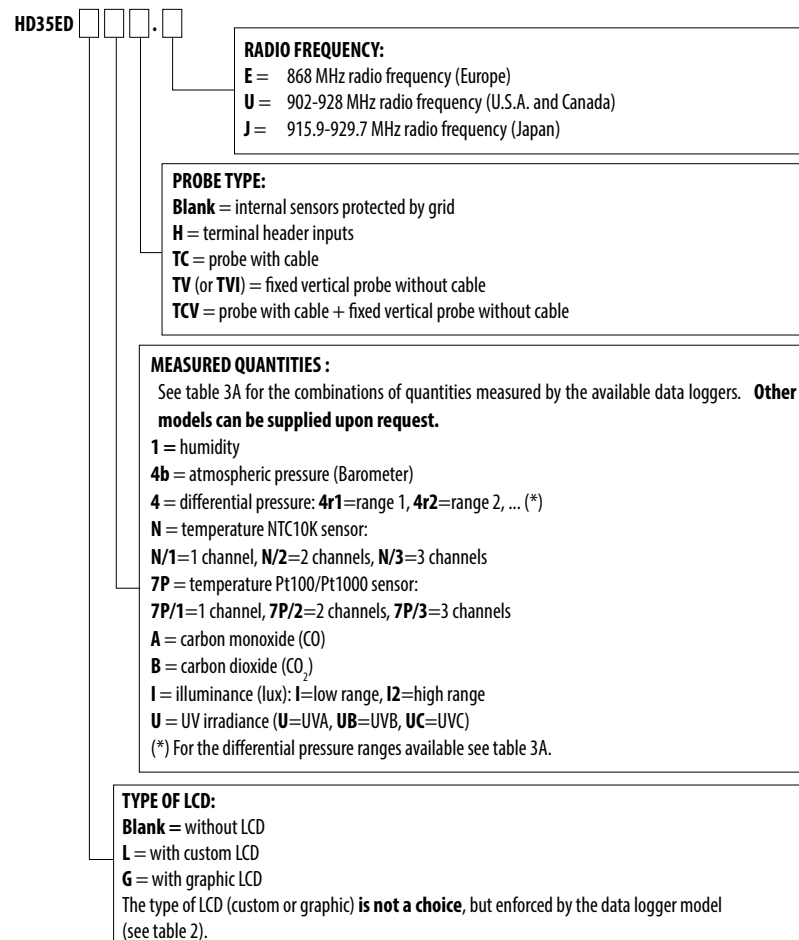 HD35ED .
RADIO FREQUENCY:
E = 868 MHz radio frequency (Europe)
U = 902-928 MHz radio frequency (U.S.A. and Canada)
J = 915.9-929.7 MHz radio frequency (Japan)
PROBE TYPE:
Blank = internal sensors protected by grid
H = terminal header inputs
TC = probe with cable
TV (or TVI) = fixed vertical probe without cable
TCV = probe with cable + fixed vertical probe without cable
MEASURED QUANTITIES :
See table 3A for the combinations of quantities measured by the available data loggers. Other
models can be supplied upon request.
1 = humidity
4b = atmospheric pressure (Barometer)
4 = differential pressure: 4r1=range 1, 4r2=range 2, ... (*)
N = temperature NTC10K sensor:
N/1=1 channel, N/2=2 channels, N/3=3 channels
7P = temperature Pt100/Pt1000 sensor:
7P/1=1 channel, 7P/2=2 channels, 7P/3=3 channels
A = carbon monoxide (CO)
B = carbon dioxide (CO2)
I = illuminance (lux): I=low range, I2=high range
U = UV irradiance (U=UVA, UB=UVB, UC=UVC)
(*) For the differential pressure ranges available see table 3A.
TYPE OF LCD:
Blank = without LCD
L = with custom LCD
G = with graphic LCD
The type of LCD (custom or graphic) is not a choice, but enforced by the data logger model
(see table 2).